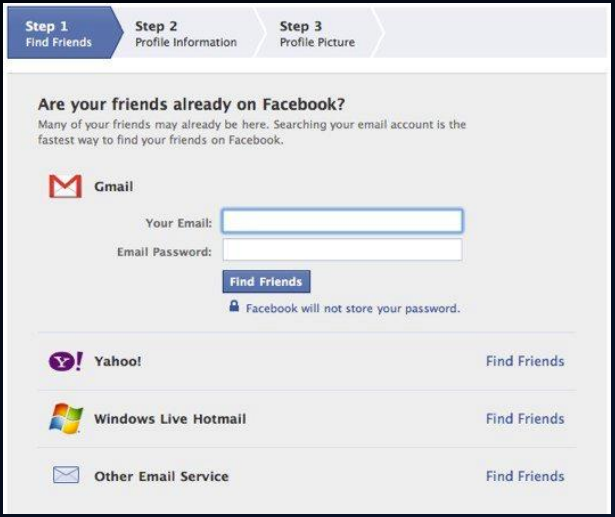 Step 1
Find Friends
Step 2
Profile Information
Step 3
Profile Picture
Are your friends already on Facebook?
Many of your friends may already be here. Searching your email account is the
fastest way to find your friends on Facebook.
Gmail
Your Email:
Email Password:
Find Friends
Facebook will not store your password.
Yahoo!
Find Friends
Windows Live Hotmail
Find Friends
Other Email Service
Find Friends